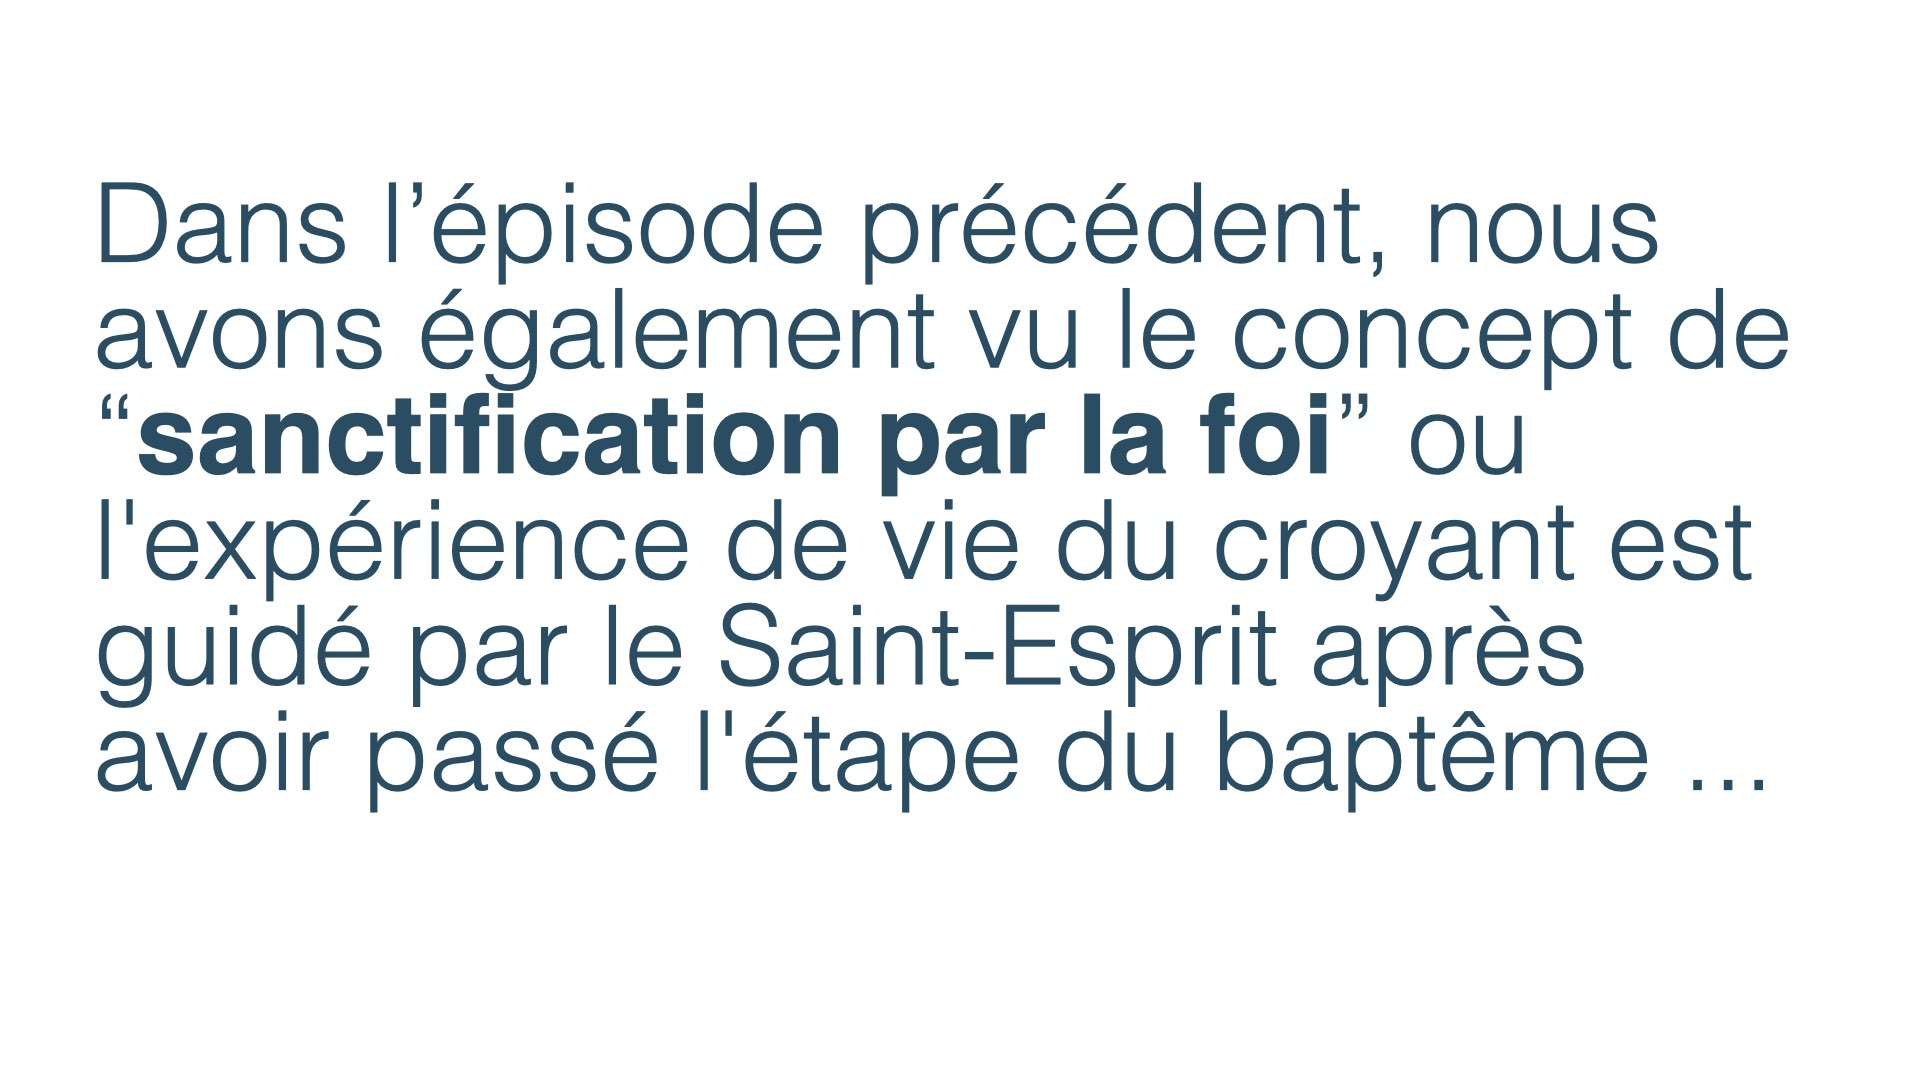 Dans l’épisode précédent, nous
avons également vu le concept de
“sanctification par la foi” ou
l'expérience de vie du croyant est
guidé par le Saint-Esprit après
avoir passé l'étape du baptême ...